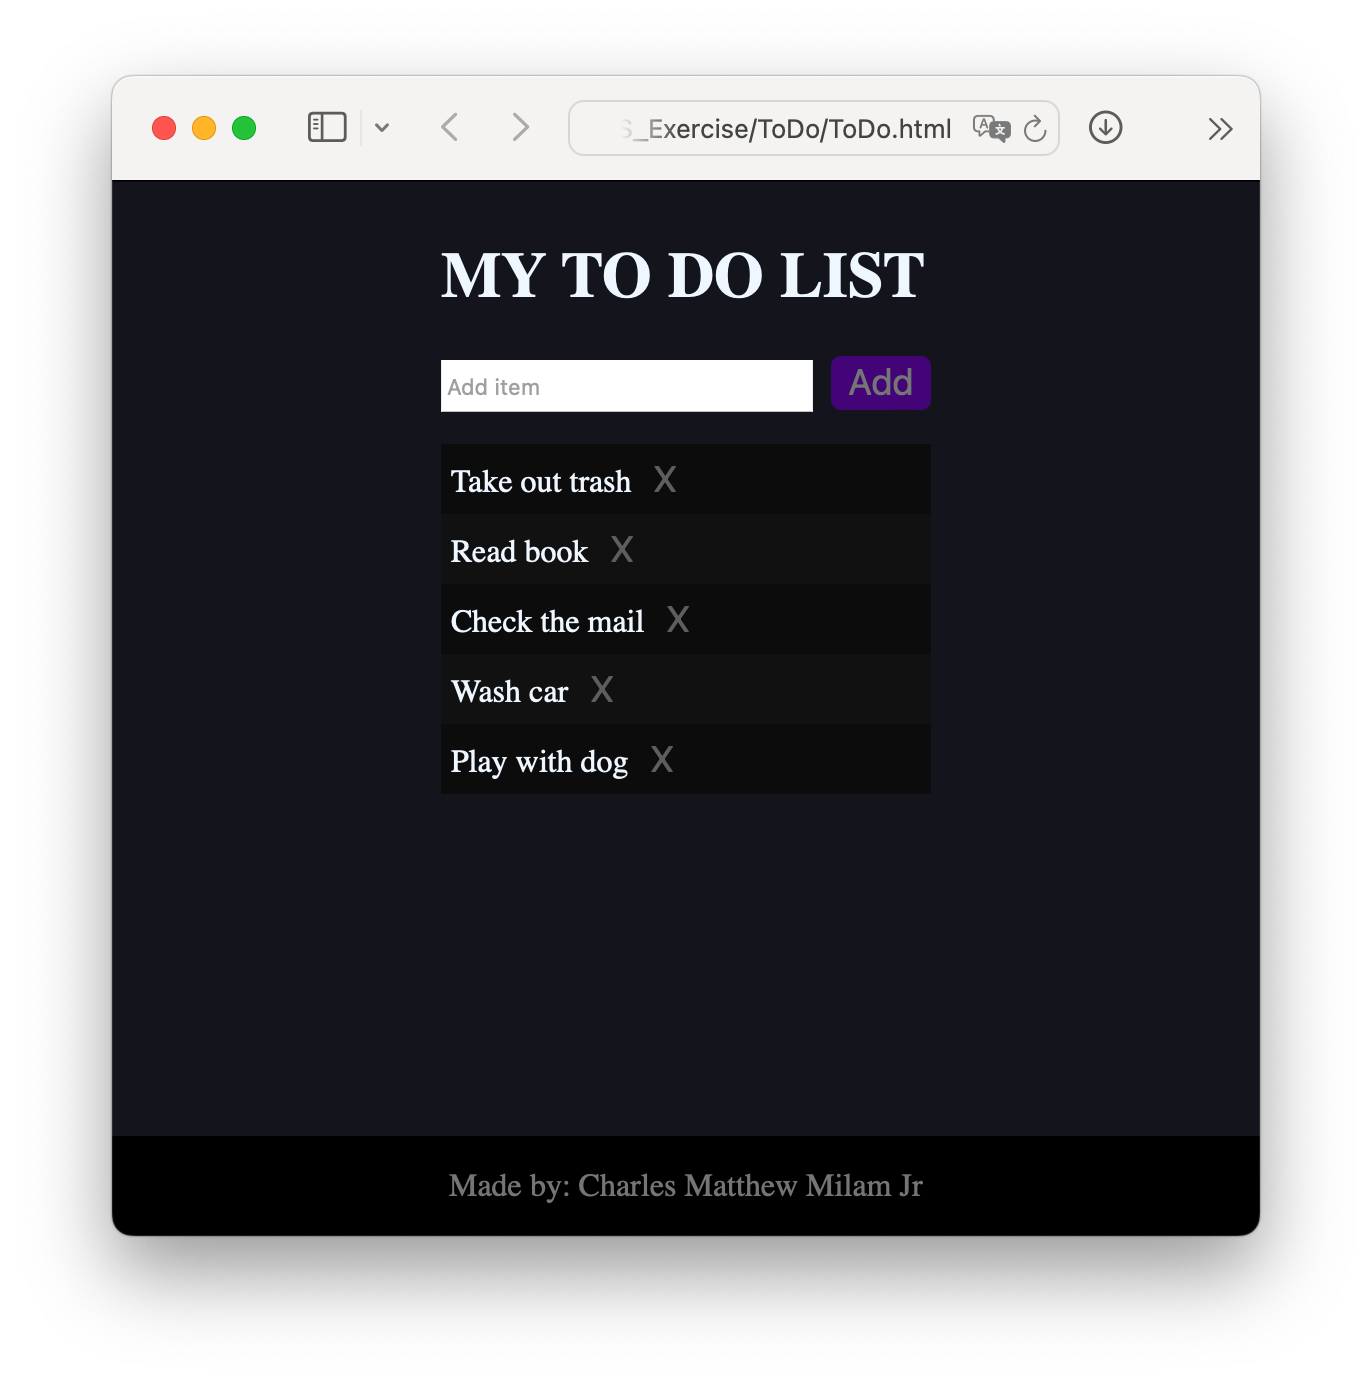 _Exercise/ToDo/ToDo.html
MY TO DO LIST
Add item
Add
Take out trash X
Read book X
Check the mail X
Wash car X
Play with dog X
Made by: Charles Matthew Milam Jr